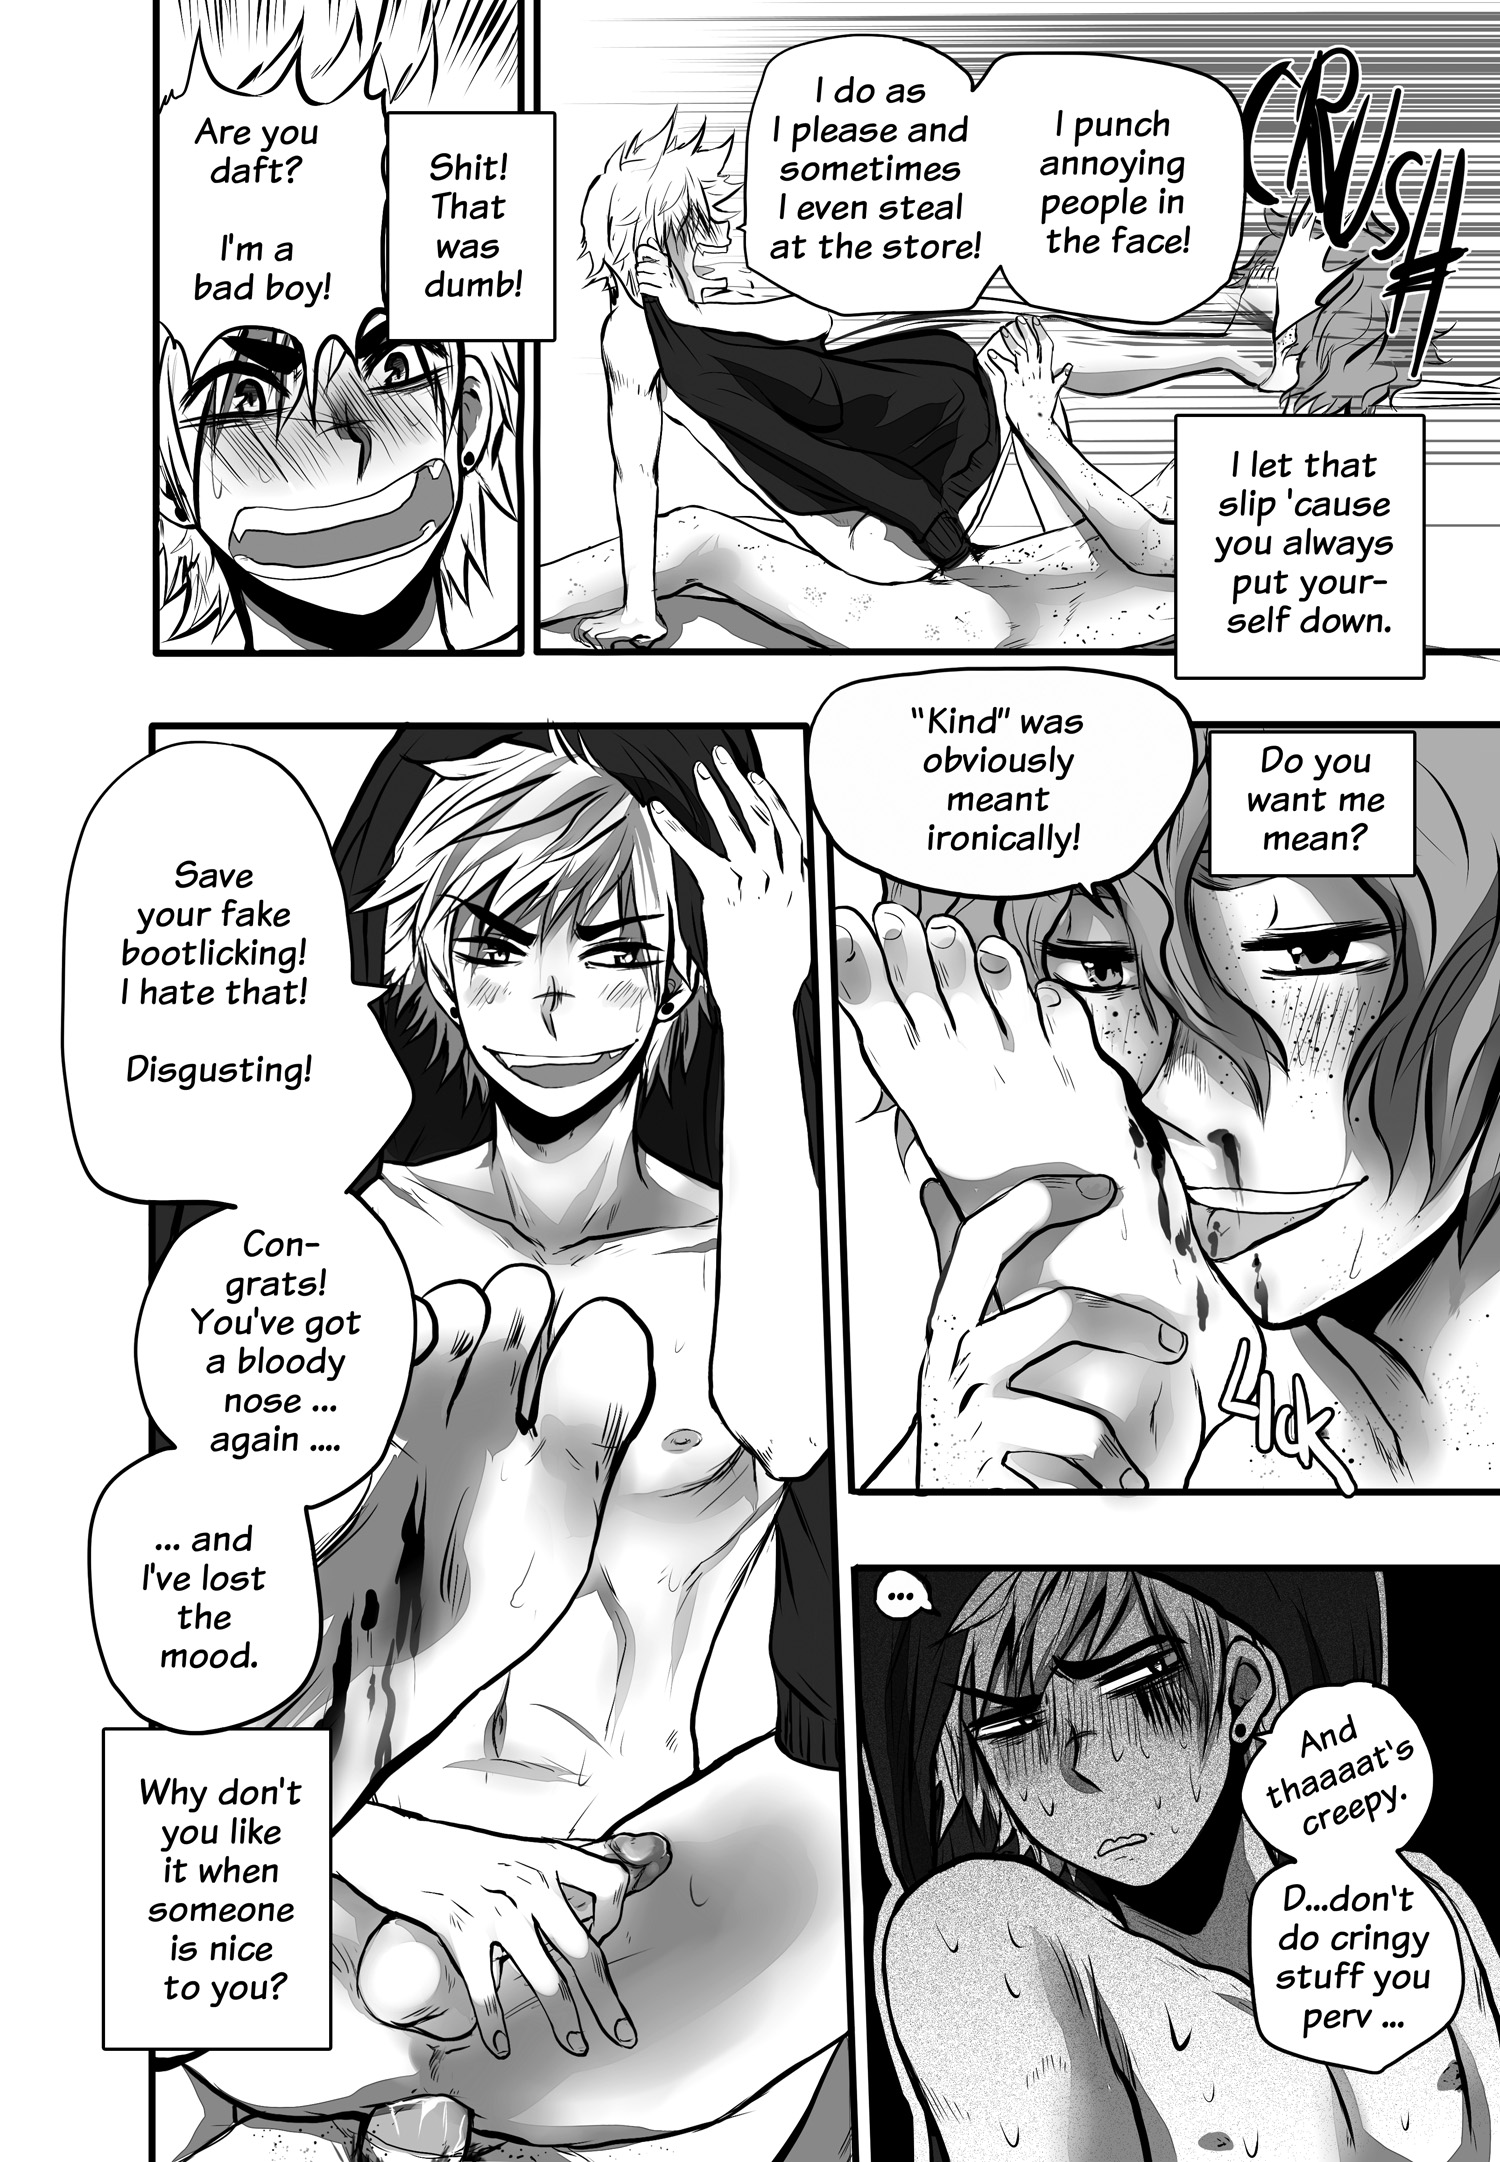 Are you
daft?
I'm a
bad boy!
Shit!
That
was
dumb!
I do as
I please and
sometimes
I even steal
at the store!
I punch
annoying
people in
the face!
CRUSH
I let that
slip 'cause
you always
put your-
self down.
Save
your fake
bootlicking!
I hate that!
Disgusting!
Con-
grats!
You've got
a bloody
nose ...
again ....
... and
I've lost
the
mood.
Why don't
you like
it when
someone
is nice
to you?
“Kind” was
obviously
meant
ironically!
Do you
want me
mean?
LICK
...
And
thaaaat's
creepy.
D...don't
do cringy
stuff you
perv ...